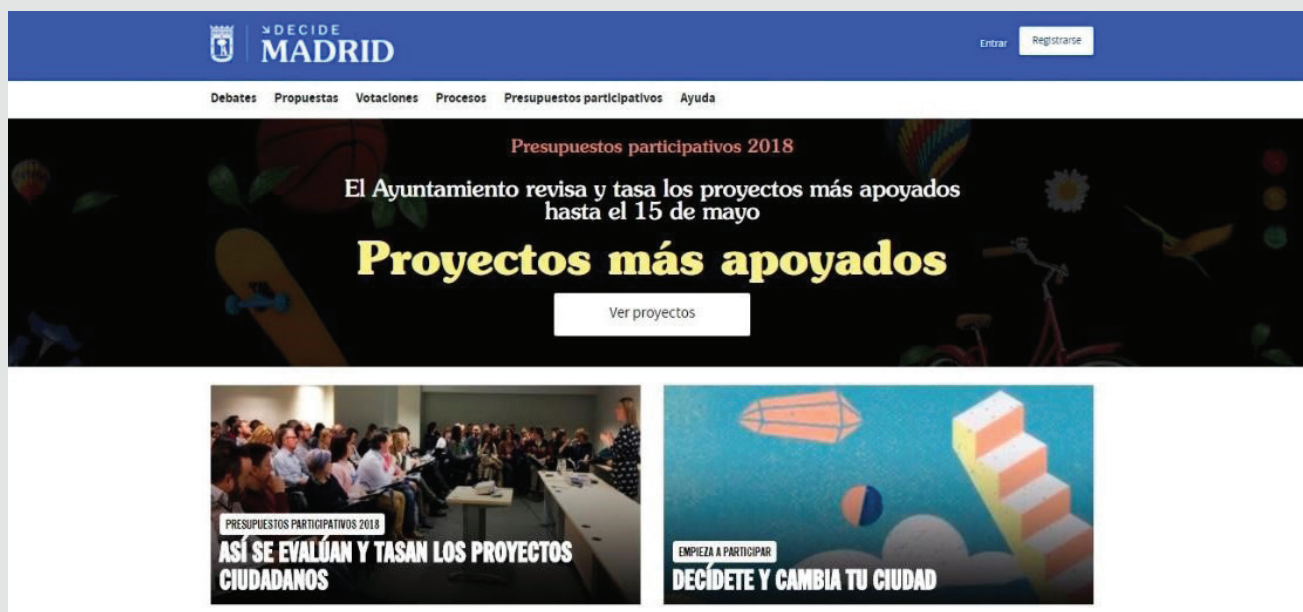 DECIDE
MADRID
Entrar
Registrarse
Debates Propuestas Votaciones Procesos Presupuestos participativos Ayuda
Presupuestos participativos 2018
El Ayuntamiento revisa y tasa los proyectos más apoyados
hasta el 15 de mayo
Proyectos más apoyados
Ver proyectos
PRESUPUESTOS PARTICIPATIVOS 2018
ASÍ SE EVALÚAN Y TASAN LOS PROYECTOS
CIUDADANOS
EMPIEZA A PARTICIPAR
DECÍDETE Y CAMBIA TU CIUDAD